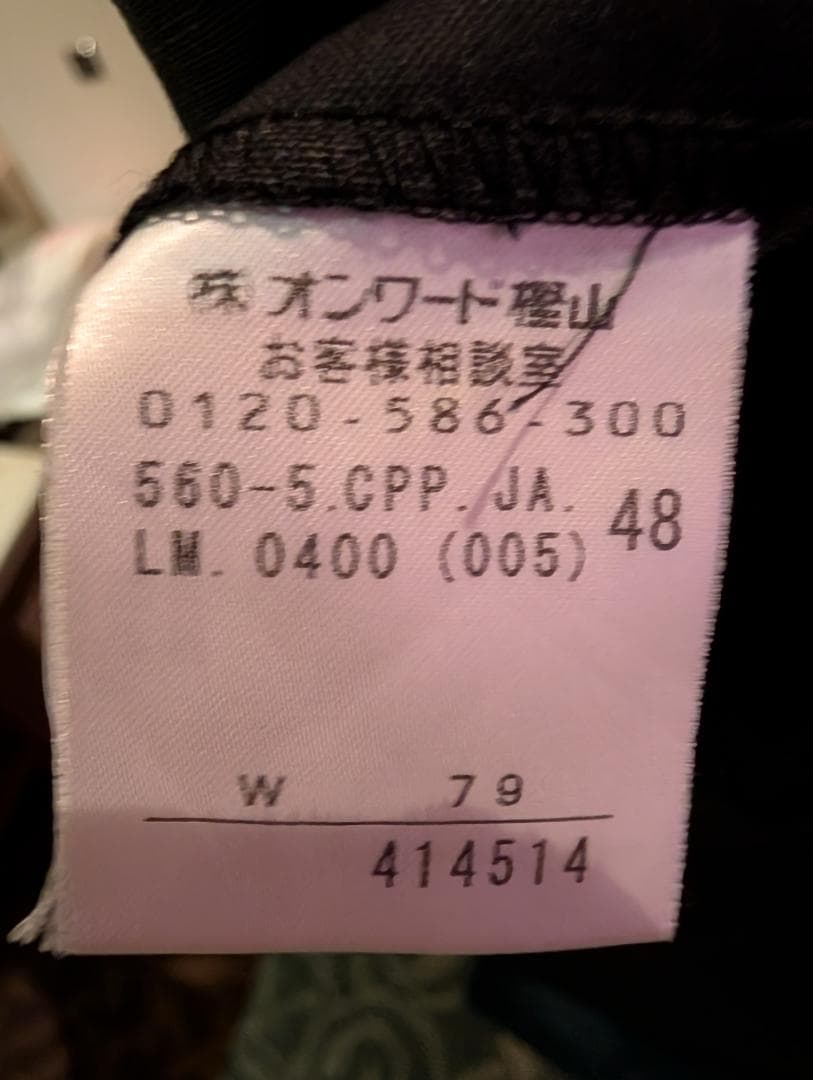 ㈱ オンワード樫山
お客様相談室
0120-586-300
560-5.CPP.JA. 48
LM. 0400 (005)
W 79
414514